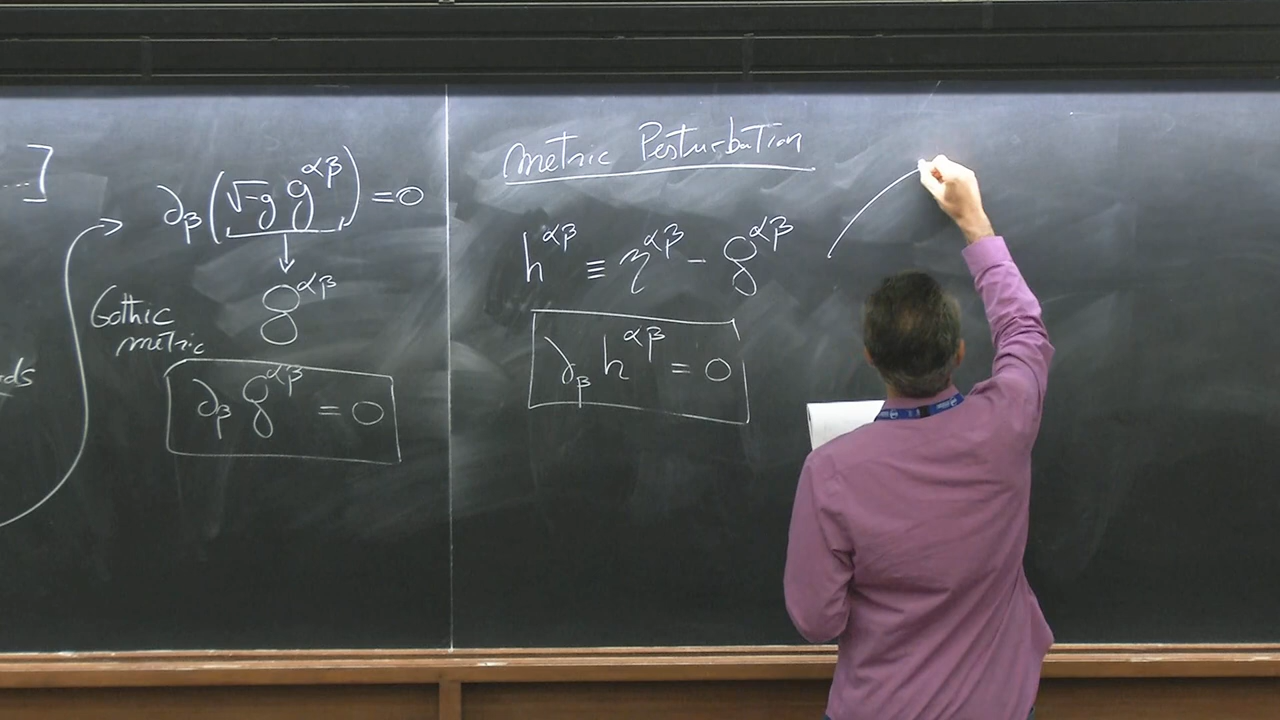 ...]
∂β(√-g g^αβ) = 0
↓
𝔤^αβ
Gothic
metric
∂β 𝔤^αβ = 0
Metric Perturbation
h^αβ ≡ η^αβ − 𝔤^αβ
∂β h^αβ = 0